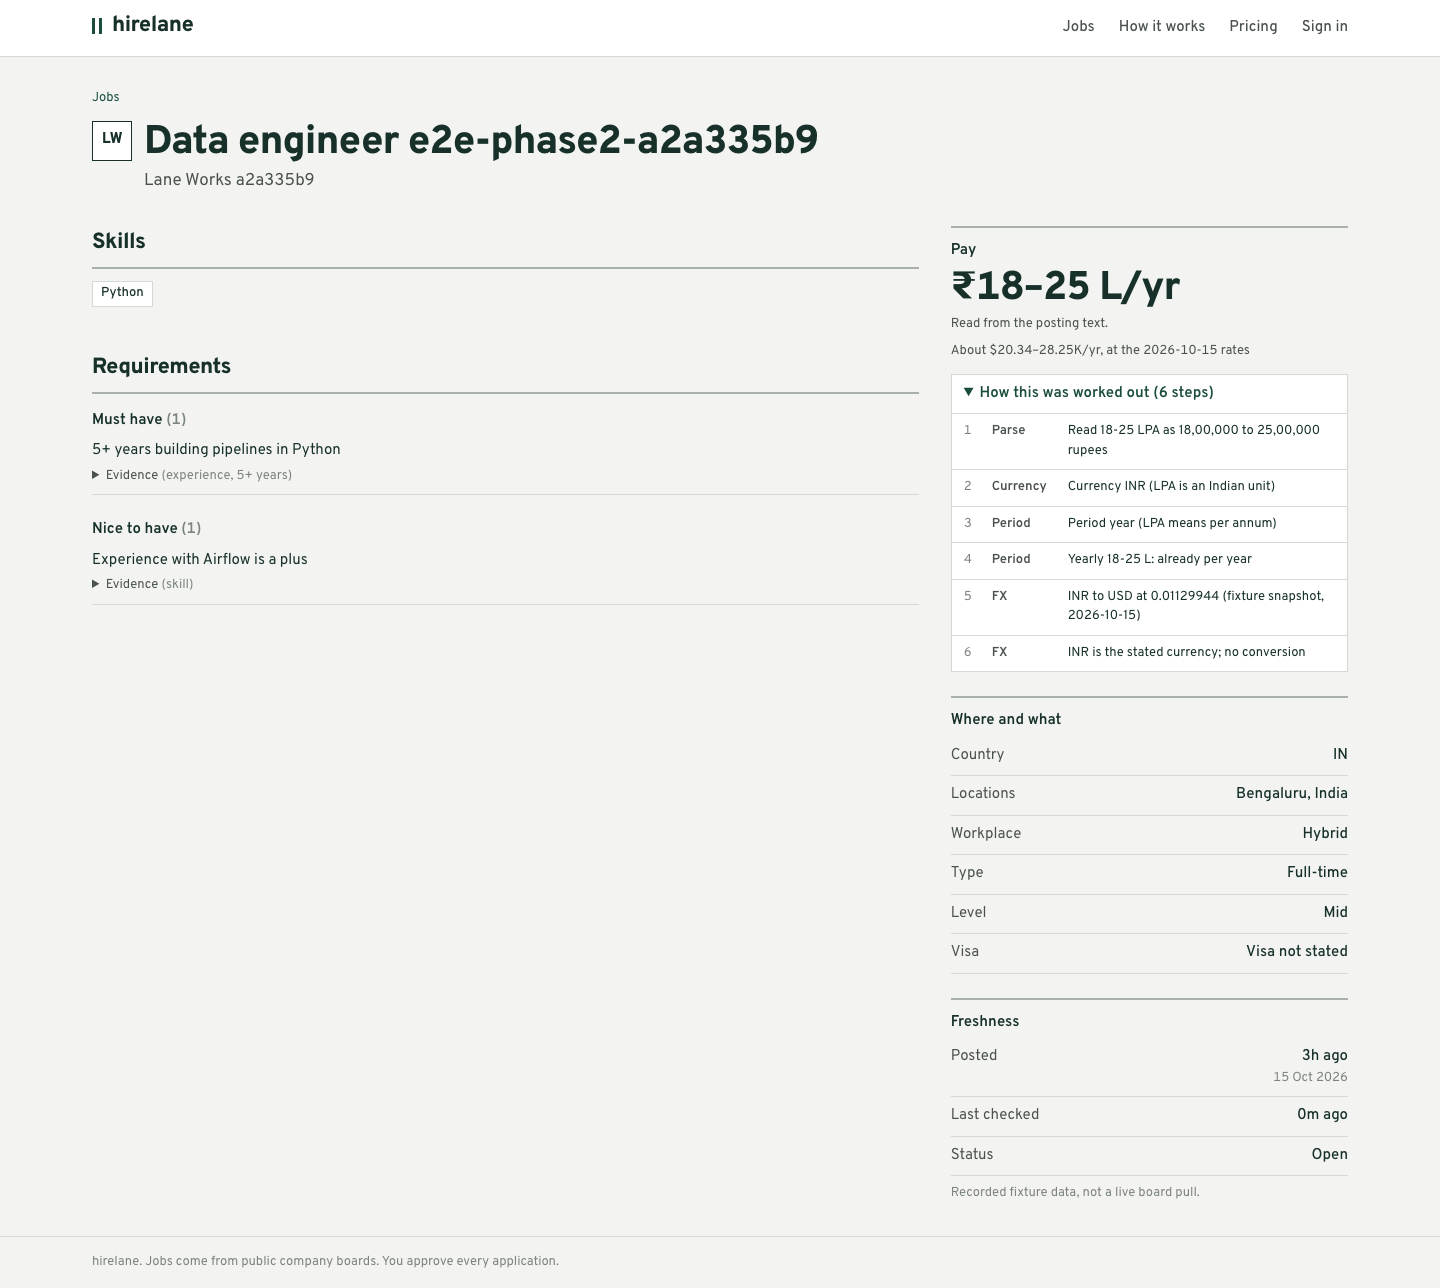 hirelane
Jobs How it works Pricing Sign in
Jobs
LW
Data engineer e2e-phase2-a2a335b9
Lane Works a2a335b9
Skills
Python
Requirements
Must have (1)
5+ years building pipelines in Python
▶ Evidence (experience, 5+ years)
Nice to have (1)
Experience with Airflow is a plus
▶ Evidence (skill)
Pay
₹18–25 L/yr
Read from the posting text.
About $20.34–28.25K/yr, at the 2026-10-15 rates
▼ How this was worked out (6 steps)
1 Parse Read 18-25 LPA as 18,00,000 to 25,00,000
rupees
2 Currency Currency INR (LPA is an Indian unit)
3 Period Period year (LPA means per annum)
4 Period Yearly 18-25 L: already per year
5 FX INR to USD at 0.01129944 (fixture snapshot,
2026-10-15)
6 FX INR is the stated currency; no conversion
Where and what
Country IN
Locations Bengaluru, India
Workplace Hybrid
Type Full-time
Level Mid
Visa Visa not stated
Freshness
Posted 3h ago
15 Oct 2026
Last checked 0m ago
Status Open
Recorded fixture data, not a live board pull.
hirelane. Jobs come from public company boards. You approve every application.